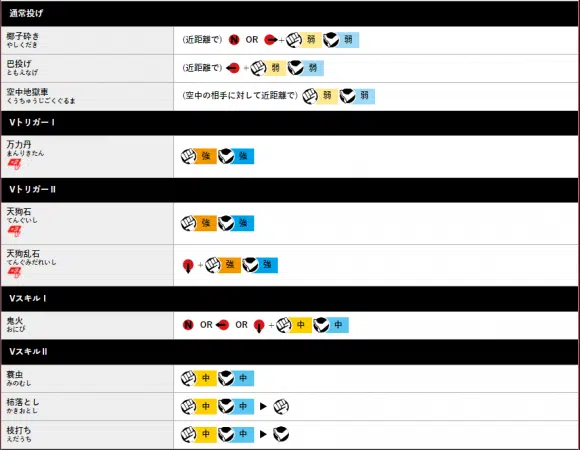 通常投げ
椰子砕き
やしくだき
(近距離で) N OR + 弱 弱
巴投げ
ともえなげ
(近距離で) + 弱 弱
空中地獄車
くうちゅうじごくぐるま
(空中の相手に対して近距離で) 弱 弱
VトリガーⅠ
万力丹
まんりきたん
強 強
VトリガーⅡ
天狗石
てんぐいし
強 強
天狗乱石
てんぐみだれいし
+ 強 強
VスキルⅠ
鬼火
おにび
N OR OR + 中 中
VスキルⅡ
蓑虫
みのむし
中 中
柿落とし
かきおとし
中 中
枝打ち
えだうち
中 中